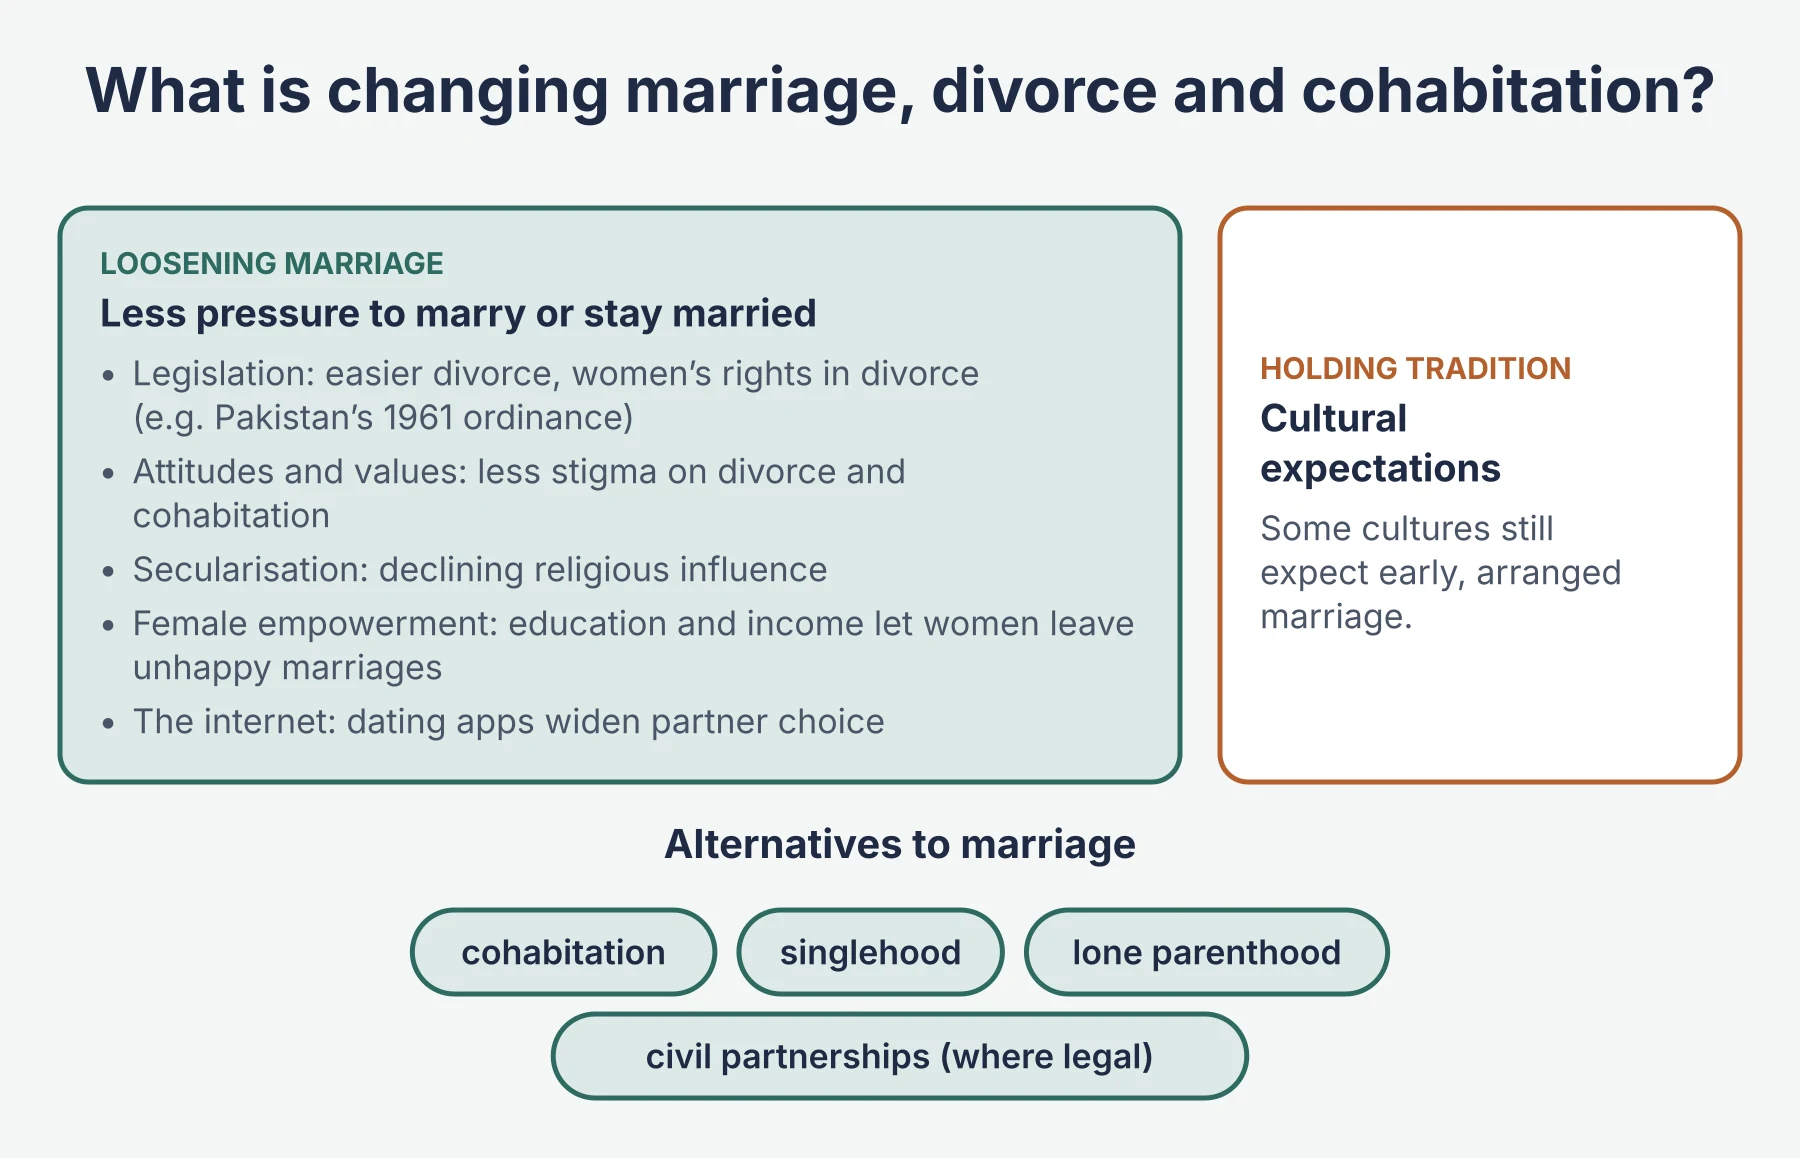 What is changing marriage, divorce and cohabitation?
LOOSENING MARRIAGE
Less pressure to marry or stay married
• Legislation: easier divorce, women’s rights in divorce
(e.g. Pakistan’s 1961 ordinance)
• Attitudes and values: less stigma on divorce and
cohabitation
• Secularisation: declining religious influence
• Female empowerment: education and income let women leave
unhappy marriages
• The internet: dating apps widen partner choice
HOLDING TRADITION
Cultural
expectations
Some cultures still
expect early, arranged
marriage.
Alternatives to marriage
cohabitation
singlehood
lone parenthood
civil partnerships (where legal)